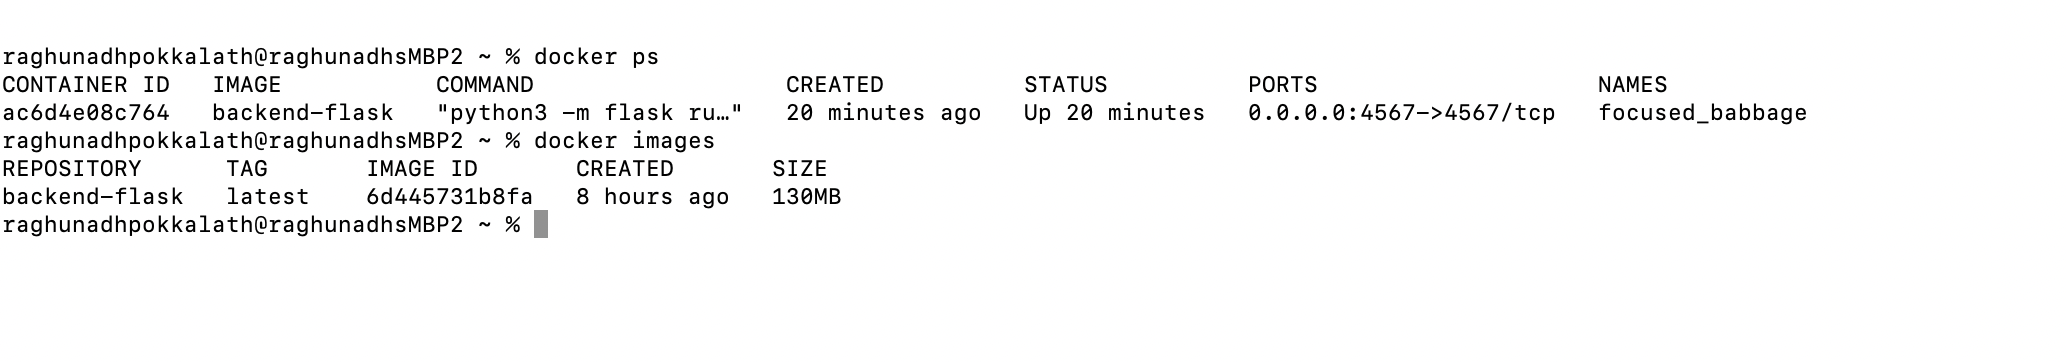 raghunadhpokkalath@raghunadhsMBP2 ~ % docker ps
CONTAINER ID   IMAGE           COMMAND                  CREATED          STATUS          PORTS                    NAMES
ac6d4e08c764   backend-flask   "python3 -m flask ru…"   20 minutes ago   Up 20 minutes   0.0.0.0:4567->4567/tcp   focused_babbage
raghunadhpokkalath@raghunadhsMBP2 ~ % docker images
REPOSITORY      TAG       IMAGE ID       CREATED       SIZE
backend-flask   latest    6d445731b8fa   8 hours ago   130MB
raghunadhpokkalath@raghunadhsMBP2 ~ %